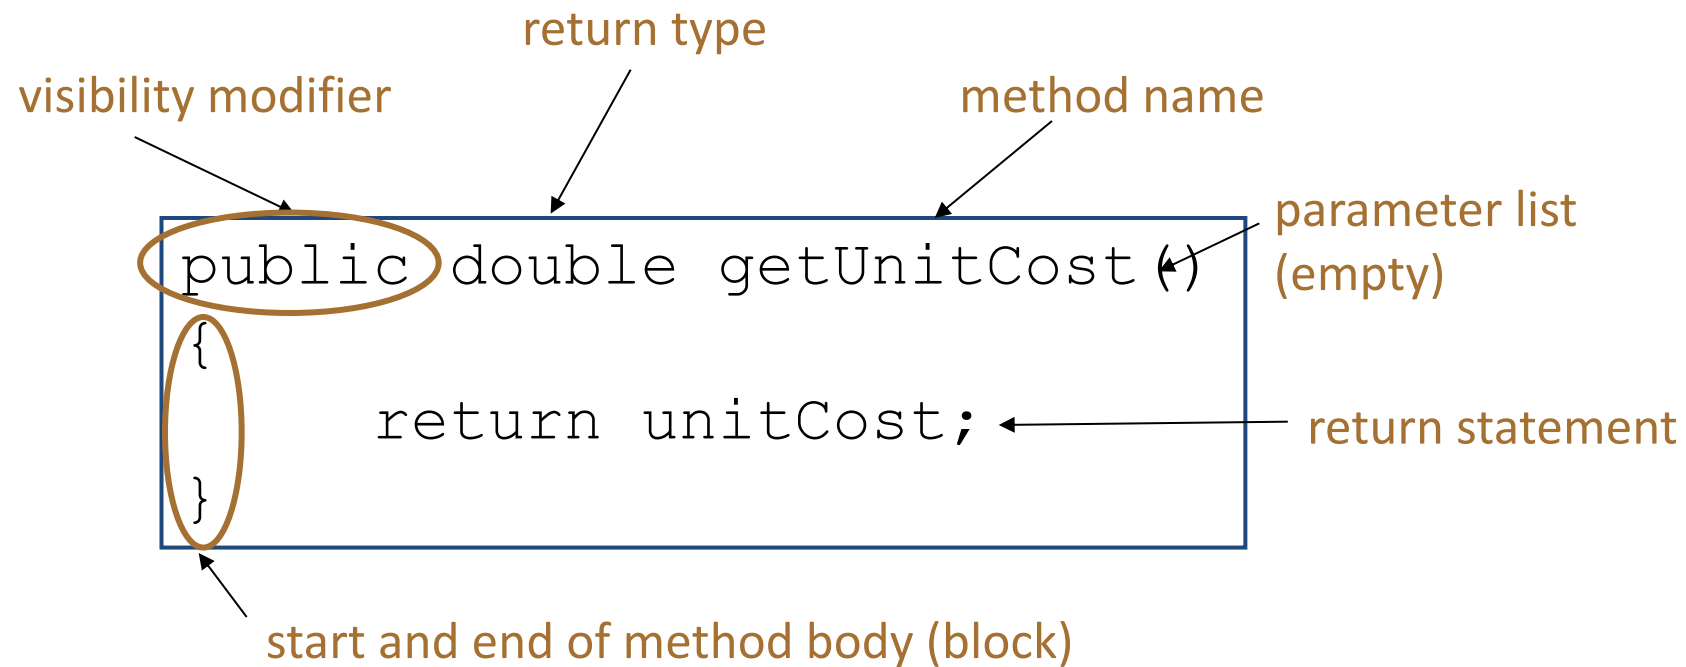 return type
visibility modifier
method name
parameter list
(empty)
public double getUnitCost()
{
return unitCost;
return statement
}
start and end of method body (block)